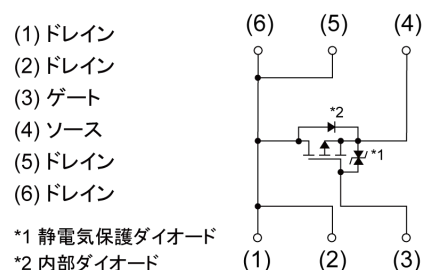 (1) ドレイン
(2) ドレイン
(3) ゲート
(4) ソース
(5) ドレイン
(6) ドレイン
*1 静電気保護ダイオード
*2 内部ダイオード
(6) (5) (4)
*2
*1
(1) (2) (3)